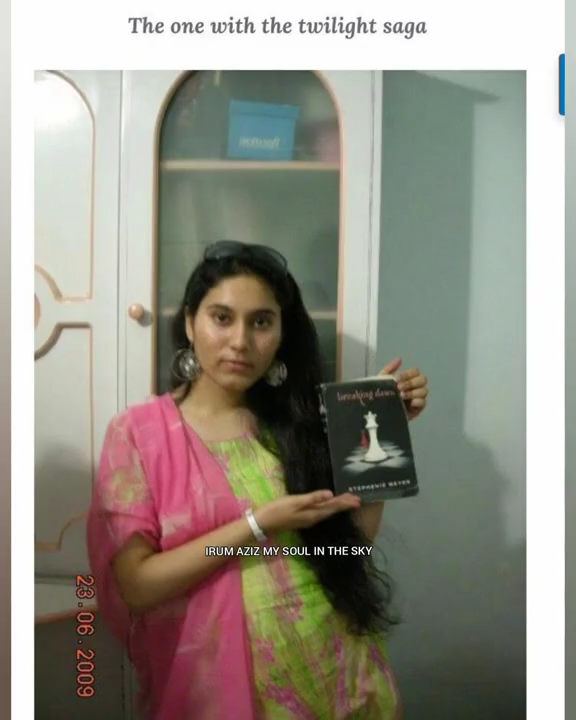 The one with the twilight saga
breaking dawn
STEPHENIE MEYER
IRUM AZIZ MY SOUL IN THE SKY
23.06.2009